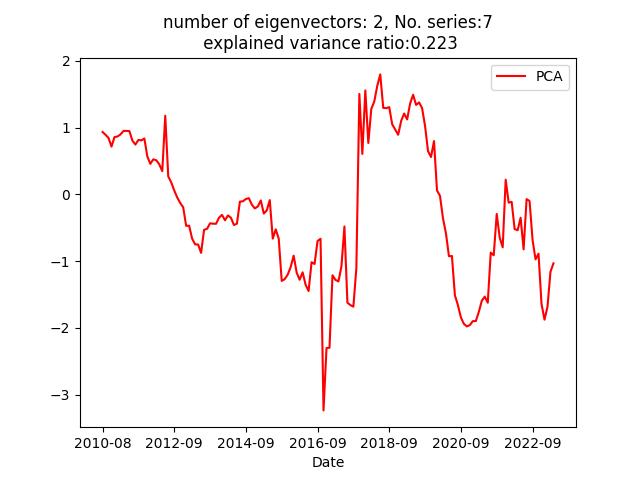 number of eigenvectors: 2, No. series:7
explained variance ratio:0.223
PCA
2
1
0
−1
−2
−3
2010-08 2012-09 2014-09 2016-09 2018-09 2020-09 2022-09
Date